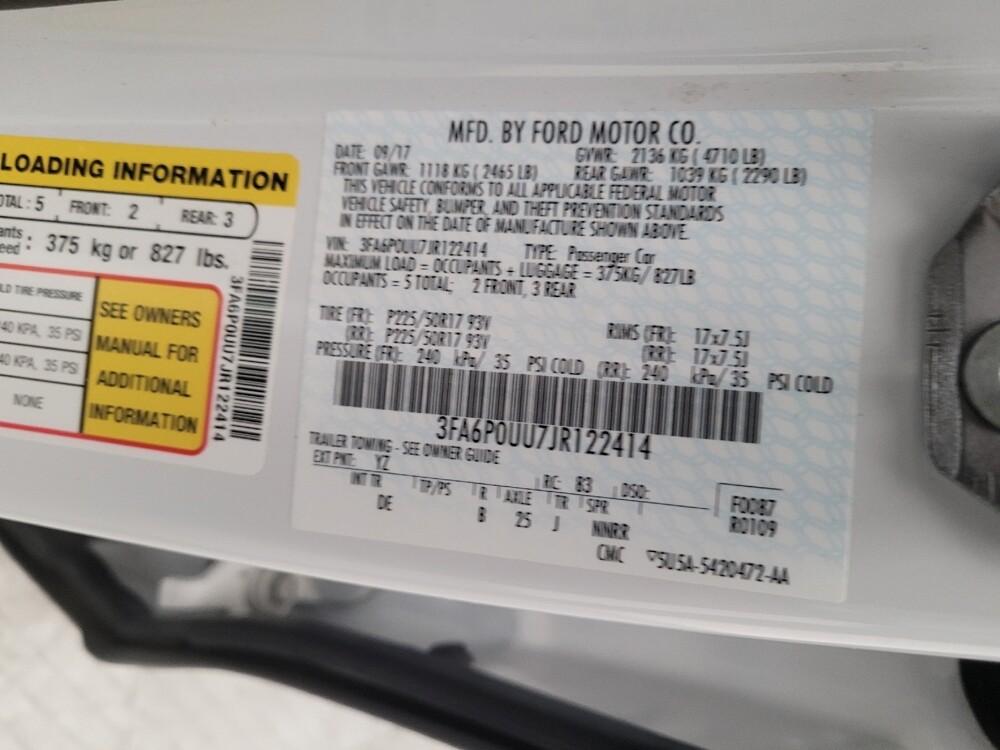 LOADING INFORMATION
OTAL : 5 FRONT: 2 REAR: 3
ants
eed : 375 kg or 827 lbs.
LD TIRE PRESSURE
40 KPA, 35 PSI
40 KPA, 35 PSI
NONE
SEE OWNERS
MANUAL FOR
ADDITIONAL
INFORMATION
3FA6P0UU7JR122414
MFD. BY FORD MOTOR CO.
DATE: 09/17 GVWR: 2136 KG ( 4710 LB)
FRONT GAWR: 1118 KG ( 2465 LB) REAR GAWR: 1039 KG ( 2290 LB)
THIS VEHICLE CONFORMS TO ALL APPLICABLE FEDERAL MOTOR
VEHICLE SAFETY, BUMPER, AND THEFT PREVENTION STANDARDS
IN EFFECT ON THE DATE OF MANUFACTURE SHOWN ABOVE.
VIN: 3FA6P0UU7JR122414 TYPE: Passenger Car
MAXIMUM LOAD = OCCUPANTS + LUGGAGE = 375KG/ 827LB
OCCUPANTS = 5 TOTAL; 2 FRONT, 3 REAR
TIRE (FR): P225/50R17 93V RIMS (FR): 17x7.5J
(RR): P225/50R17 93V (RR): 17x7.5J
PRESSURE (FR): 240 kPa/ 35 PSI COLD (RR): 240 kPa/ 35 PSI COLD
3FA6P0UU7JR122414
TRAILER TOWING - SEE OWNER GUIDE
EXT PNT: YZ RC: 83 DSO: F0087
INT TR TP/PS R AXLE TR SPR R0109
DE B 25 J NNRR
CMC ▽5U5A-5420472-AA